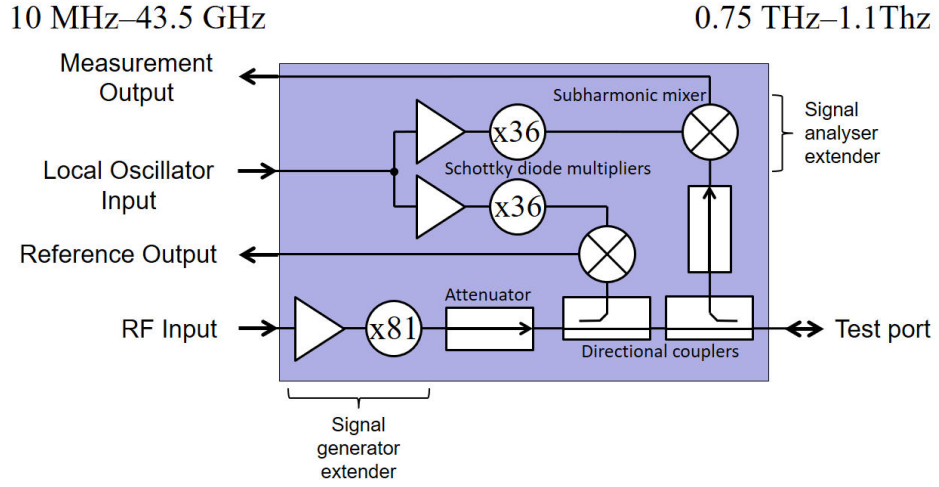 10 MHz–43.5 GHz
0.75 THz–1.1Thz
Measurement
Output
Subharmonic mixer
Signal
analyser
extender
x36
Local Oscillator
Input
Schottky diode multipliers
x36
Reference Output
Attenuator
RF Input
x81
Test port
Directional couplers
Signal
generator
extender